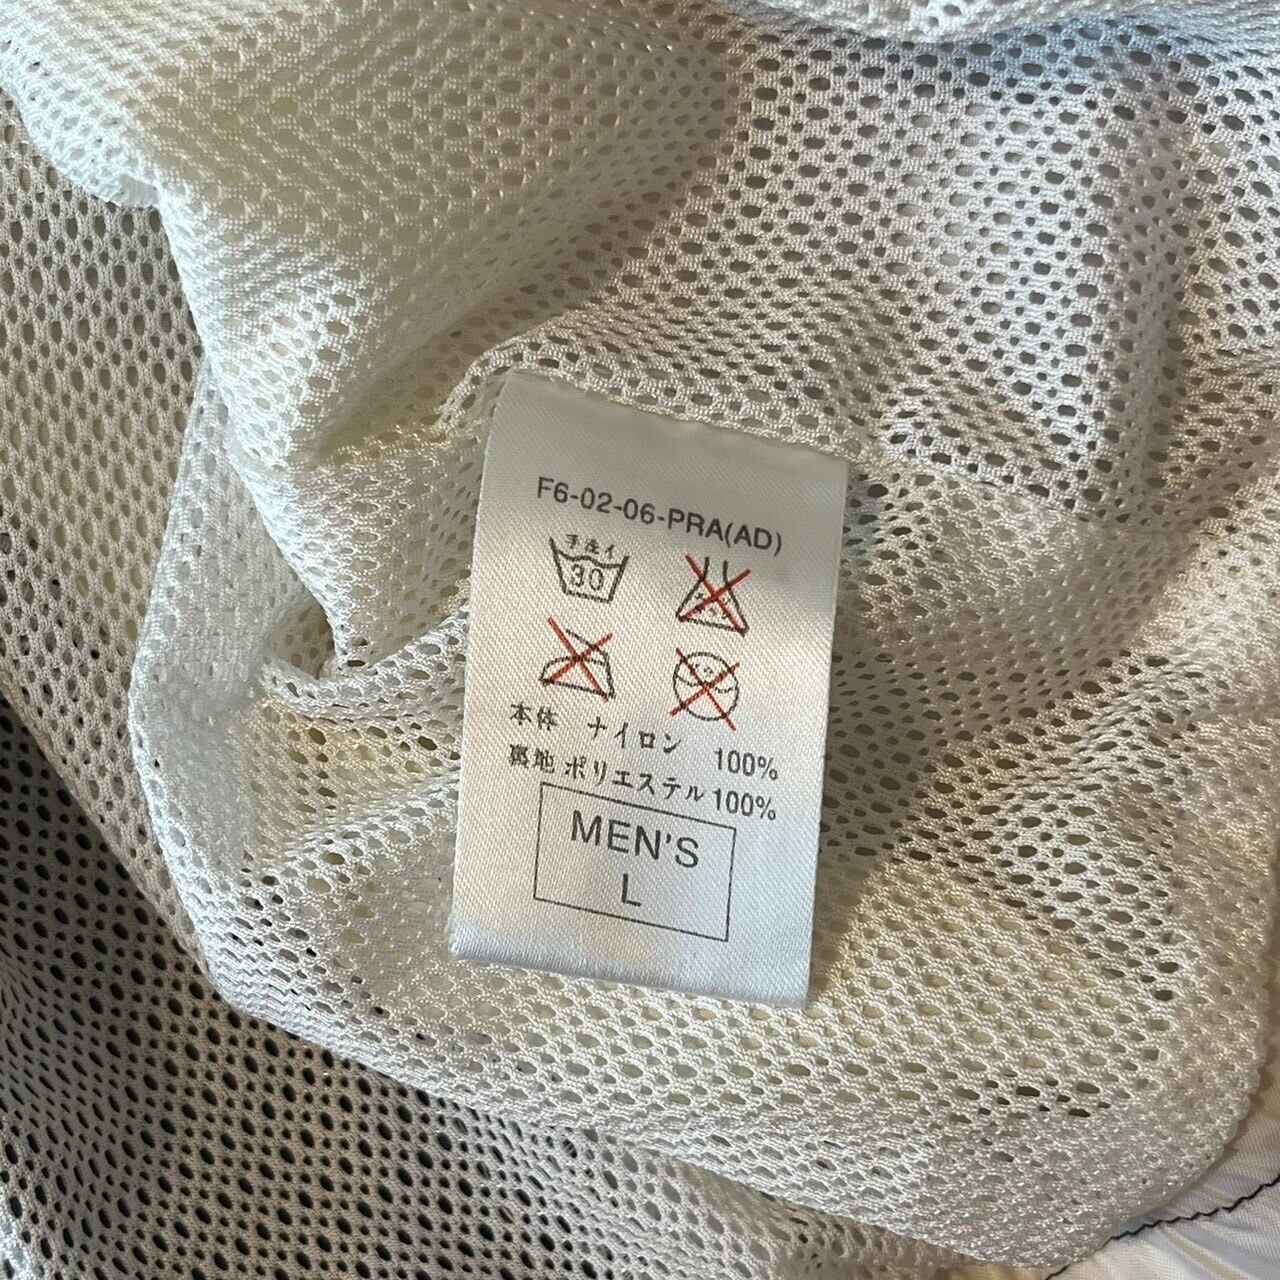 F6-02-06-PRA(AD)
手洗イ
30
本体 ナイロン 100%
裏地 ポリエステル 100%
MEN'S
L